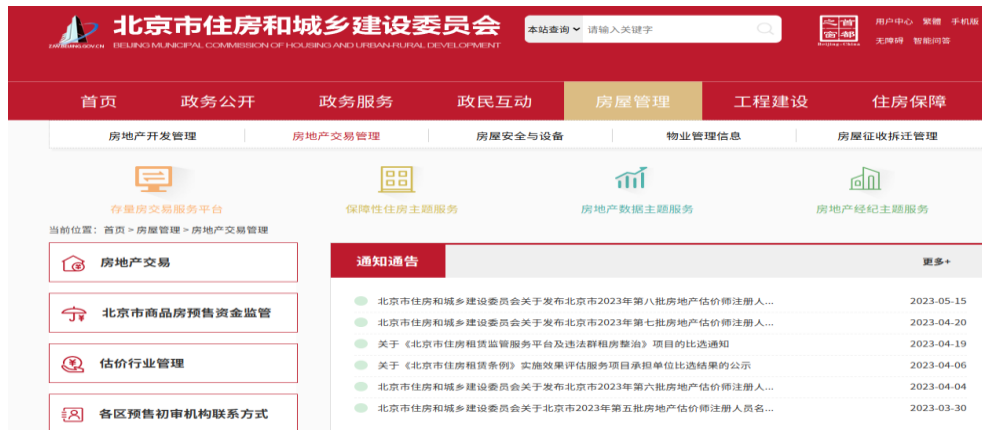 北京市住房和城乡建设委员会
BEIJING MUNICIPAL COMMISSION OF HOUSING AND URBAN-RURAL DEVELOPMENT
本站查询 请输入关键字
首都之窗
Beijing-China
用户中心 繁體 手机版
无障碍 智能问答
首页 政务公开 政务服务 政民互动 房屋管理 工程建设 住房保障
房地产开发管理 房地产交易管理 房屋安全与设备 物业管理信息 房屋征收拆迁管理
存量房交易服务平台 保障性住房主题服务 房地产数据主题服务 房地产经纪主题服务
当前位置：首页>房屋管理>房地产交易管理
房地产交易
北京市商品房预售资金监管
估价行业管理
各区预售初审机构联系方式
通知通告 更多+
北京市住房和城乡建设委员会关于发布北京市2023年第八批房地产估价师注册人... 2023-05-15
北京市住房和城乡建设委员会关于发布北京市2023年第七批房地产估价师注册人... 2023-04-20
关于《北京市住房租赁监管服务平台及违法群租房整治》项目的比选通知 2023-04-19
关于《北京市住房租赁条例》实施效果评估服务项目承担单位比选结果的公示 2023-04-06
北京市住房和城乡建设委员会关于发布北京市2023年第六批房地产估价师注册人... 2023-04-04
北京市住房和城乡建设委员会关于北京市2023年第五批房地产估价师注册人员名... 2023-03-30